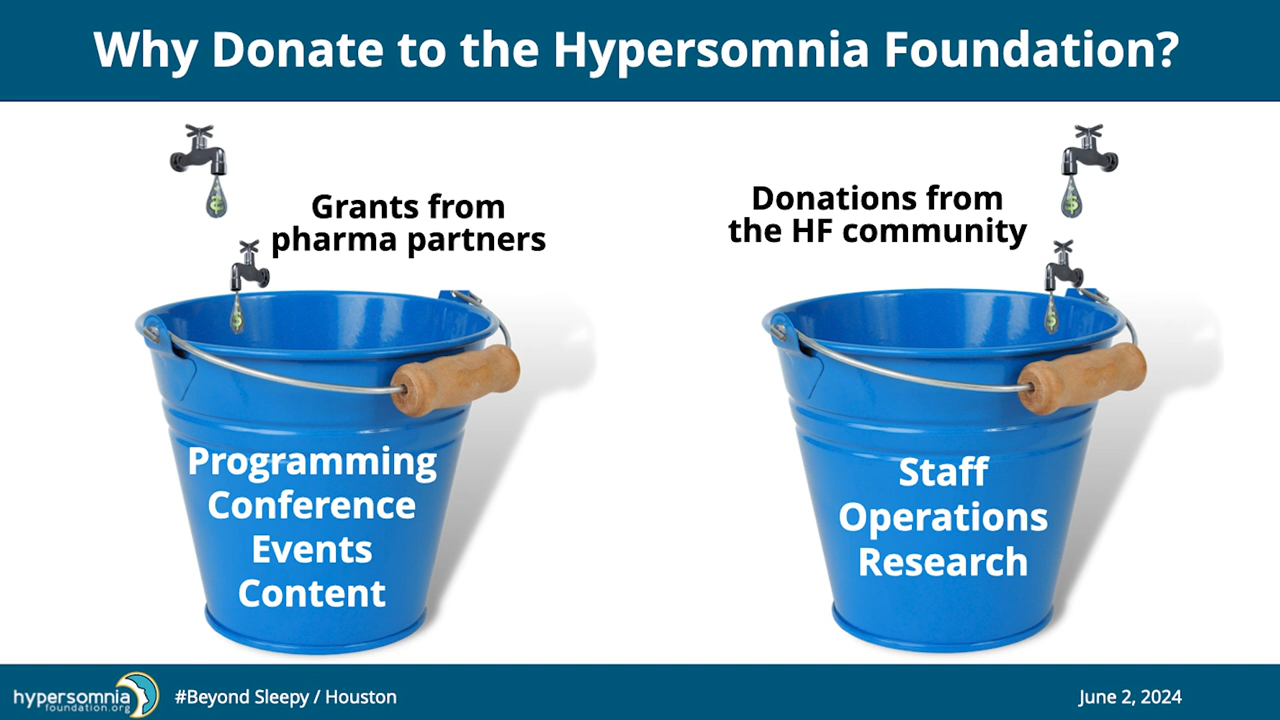 Why Donate to the Hypersomnia Foundation?
Grants from
pharma partners
Donations from
the HF community
$
$
$
$
Programming
Conference
Events
Content
Staff
Operations
Research
hypersomnia
foundation.org
#Beyond Sleepy / Houston
June 2, 2024